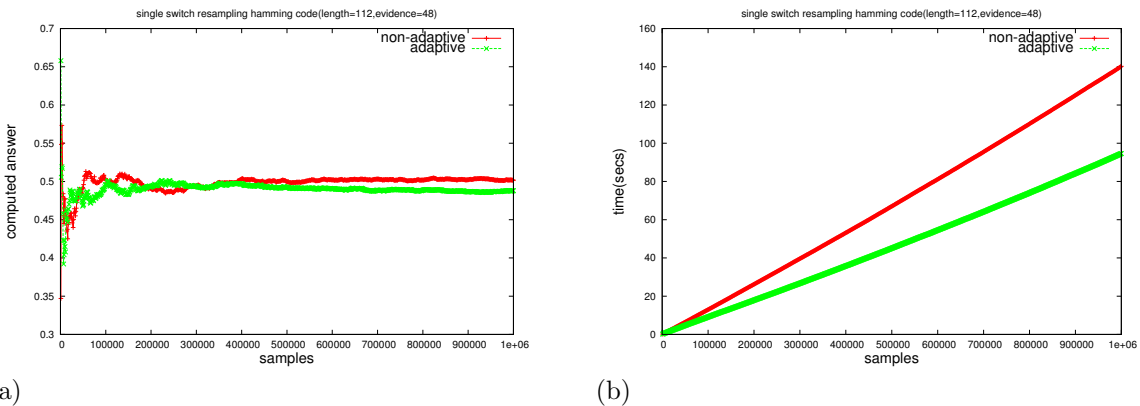 single switch resampling hamming code(length=112,evidence=48)
non-adaptive
adaptive
0.7
0.65
0.6
0.55
0.5
0.45
0.4
0.35
0.3
computed answer
0 100000 200000 300000 400000 500000 600000 700000 800000 900000 1e+06
samples
a)
single switch resampling hamming code(length=112,evidence=48)
non-adaptive
adaptive
160
140
120
100
80
60
40
20
0
time(secs)
0 100000 200000 300000 400000 500000 600000 700000 800000 900000 1e+06
samples
(b)